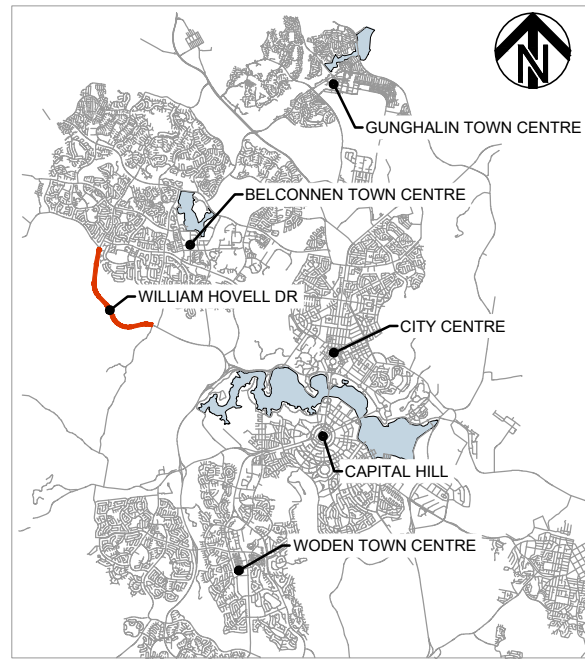 N
GUNGHALIN TOWN CENTRE
BELCONNEN TOWN CENTRE
WILLIAM HOVELL DR
CITY CENTRE
CAPITAL HILL
WODEN TOWN CENTRE